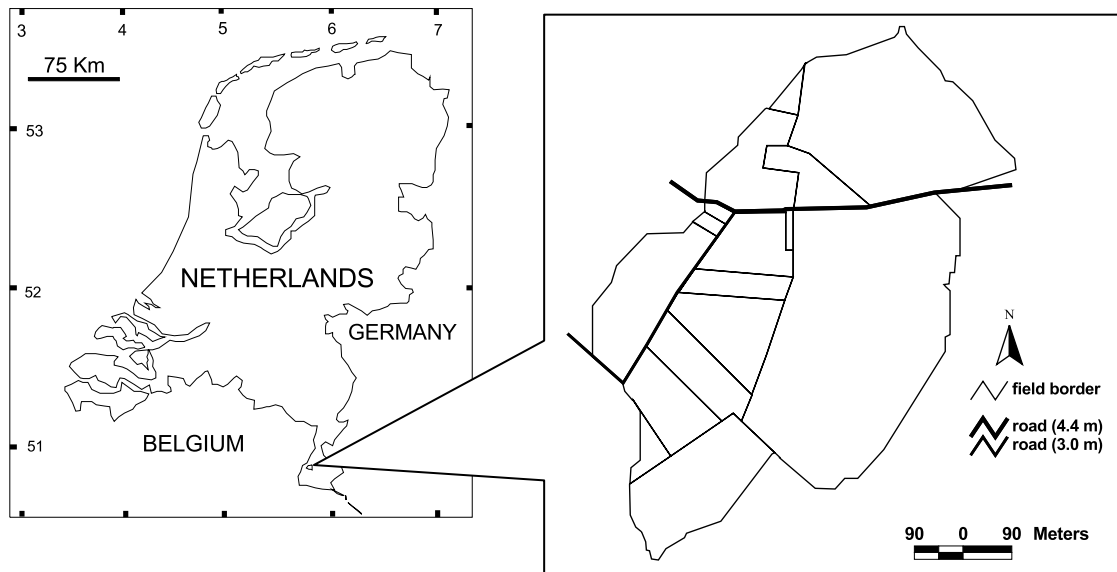 3 4 5 6 7
75 Km
53
NETHERLANDS
52
GERMANY
BELGIUM
51
N
field border
road (4.4 m)
road (3.0 m)
90 0 90 Meters